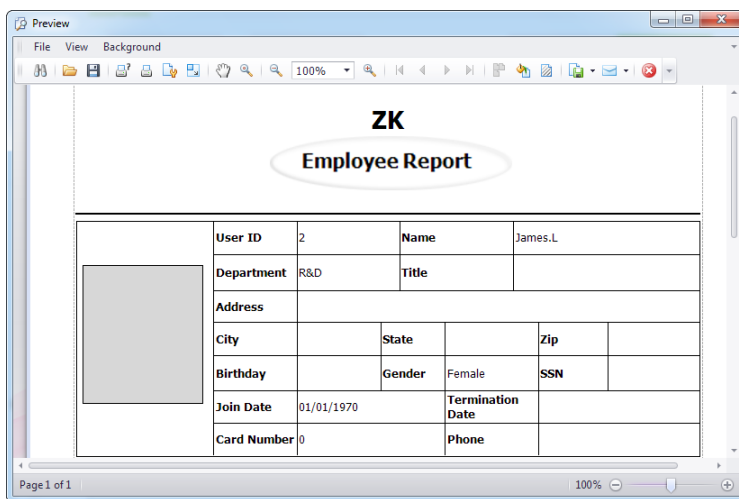 Preview
File View Background
100%
ZK
Employee Report
User ID 2 Name James.L
Department R&D Title
Address
City State Zip
Birthday Gender Female SSN
Join Date 01/01/1970 Termination Date
Card Number 0 Phone
Page 1 of 1 100%